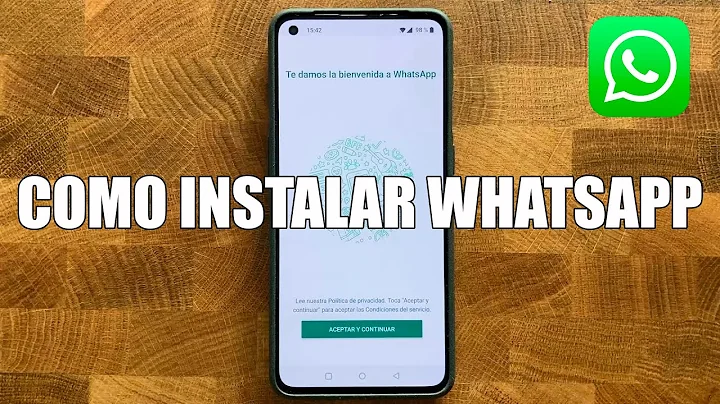 15:42
98 %
Te damos la bienvenida a WhatsApp
COMO INSTALAR WHATSAPP
Lee nuestra Política de privacidad. Toca "Aceptar y
continuar" para aceptar las Condiciones del servicio.
ACEPTAR Y CONTINUAR